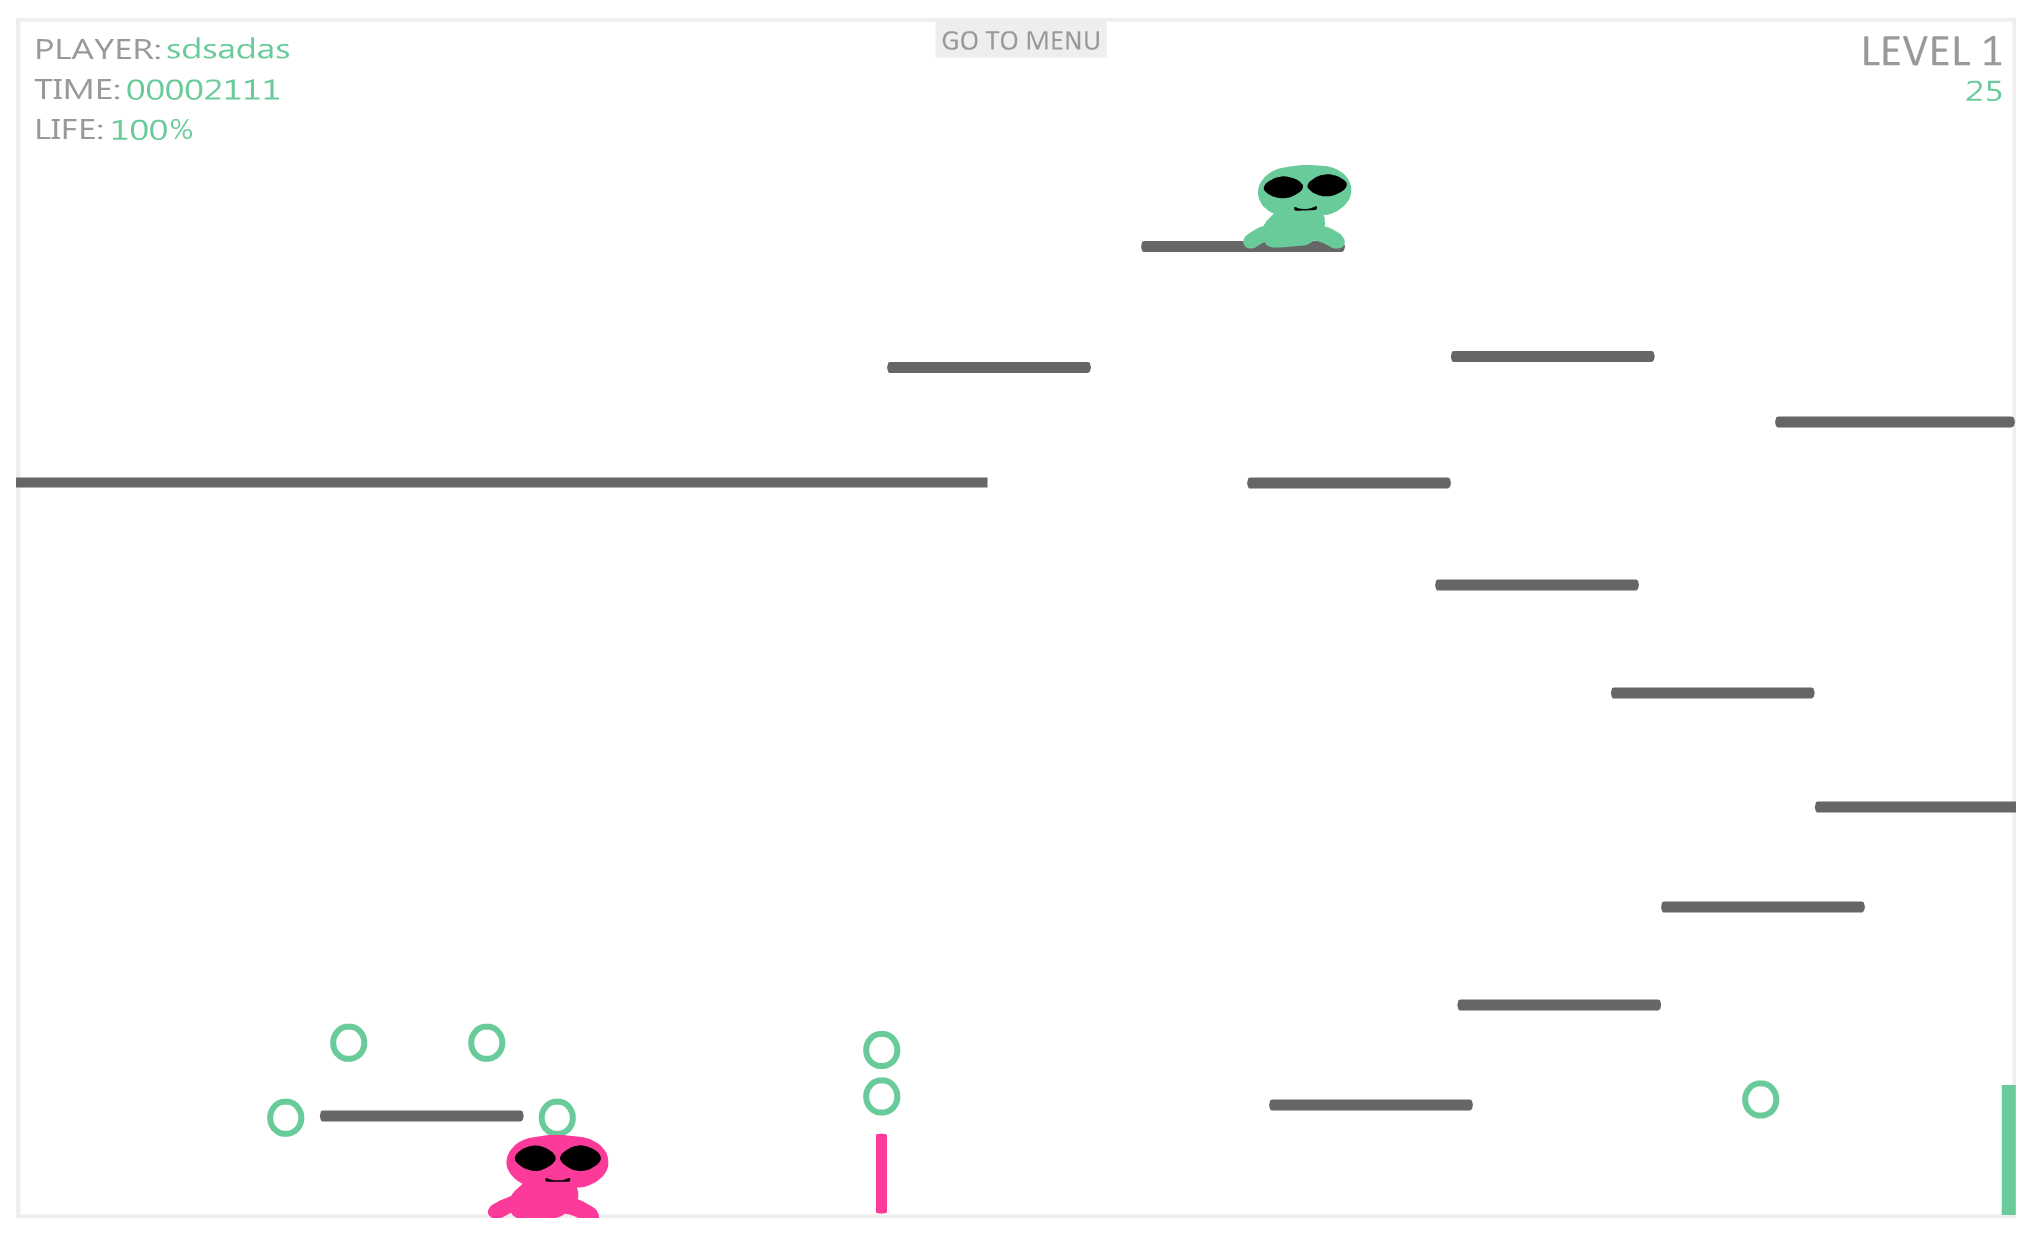 PLAYER: sdsadas
TIME: 00002111
LIFE: 100%
GO TO MENU
LEVEL 1
25